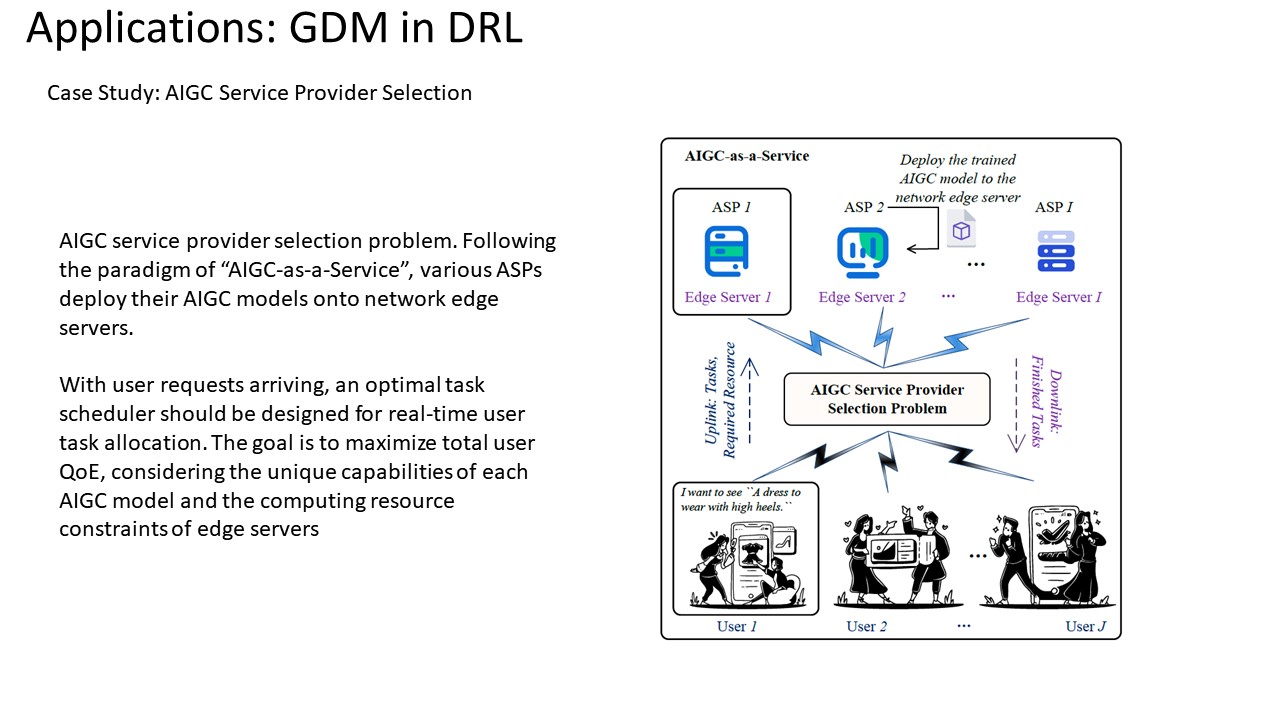 Applications: GDM in DRL
Case Study: AIGC Service Provider Selection
AIGC service provider selection problem. Following
the paradigm of “AIGC-as-a-Service”, various ASPs
deploy their AIGC models onto network edge
servers.
With user requests arriving, an optimal task
scheduler should be designed for real-time user
task allocation. The goal is to maximize total user
QoE, considering the unique capabilities of each
AIGC model and the computing resource
constraints of edge servers
AIGC-as-a-Service
Deploy the trained
AIGC model to the
network edge server
ASP 1
ASP 2
ASP I
...
Edge Server 1
Edge Server 2
...
Edge Server I
Uplink: Tasks,
Required Resource
AIGC Service Provider
Selection Problem
Downlink:
Finished Tasks
I want to see ``A dress to
wear with high heels.``
...
User 1
User 2
...
User J